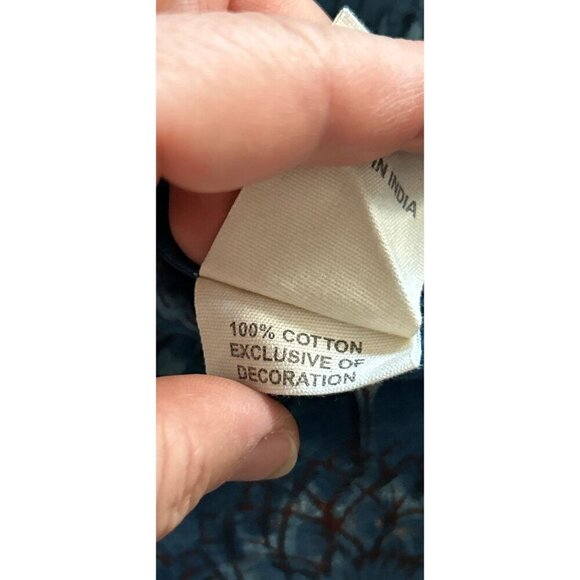 IN INDIA
100% COTTON
EXCLUSIVE OF
DECORATION